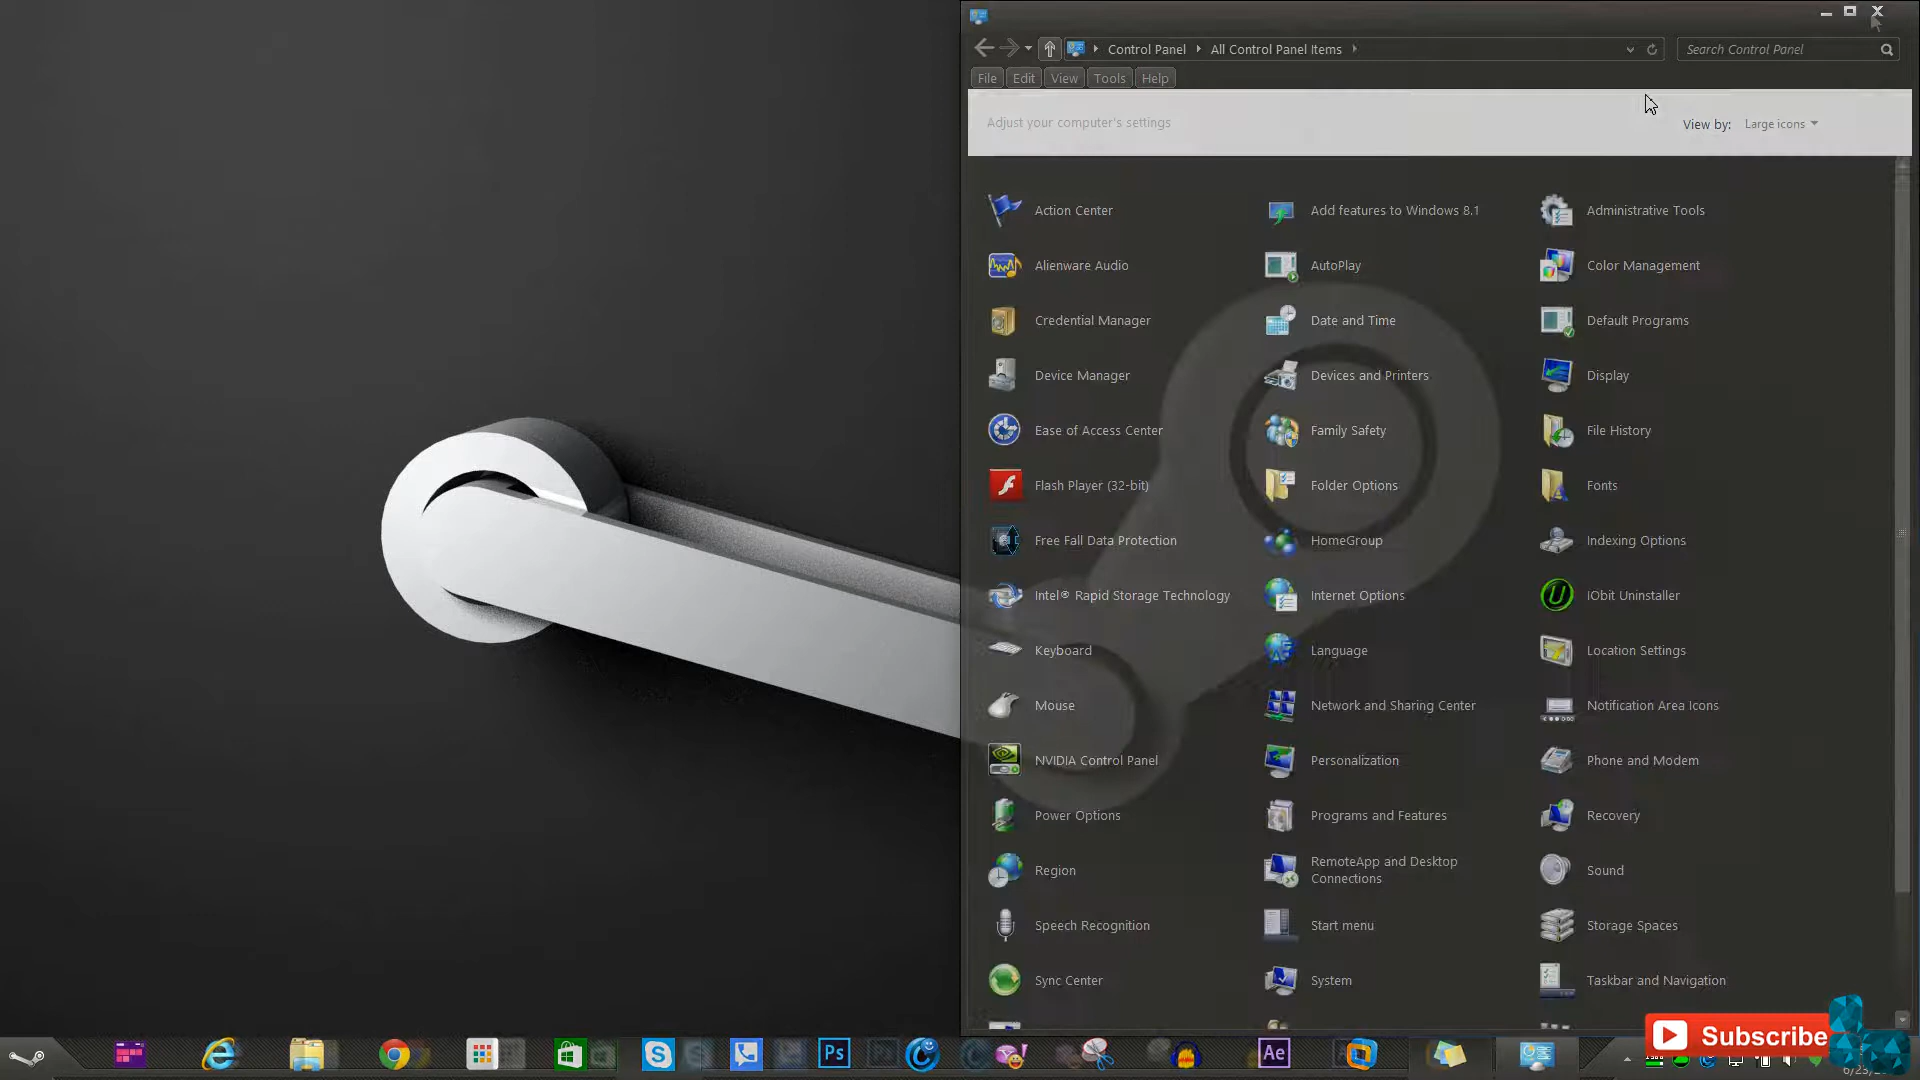 Control Panel
All Control Panel Items
Search Control Panel
File
Edit
View
Tools
Help
Adjust your computer's settings
View by:
Large icons
Action Center
Add features to Windows 8.1
Administrative Tools
Alienware Audio
AutoPlay
Color Management
Credential Manager
Date and Time
Default Programs
Device Manager
Devices and Printers
Display
Ease of Access Center
Family Safety
File History
Flash Player (32-bit)
Folder Options
Fonts
Free Fall Data Protection
HomeGroup
Indexing Options
Intel® Rapid Storage Technology
Internet Options
IObit Uninstaller
Keyboard
Language
Location Settings
Mouse
Network and Sharing Center
Notification Area Icons
NVIDIA Control Panel
Personalization
Phone and Modem
Power Options
Programs and Features
Recovery
Region
RemoteApp and Desktop
Connections
Sound
Speech Recognition
Start menu
Storage Spaces
Sync Center
System
Taskbar and Navigation
Subscribe
Ps
Ae